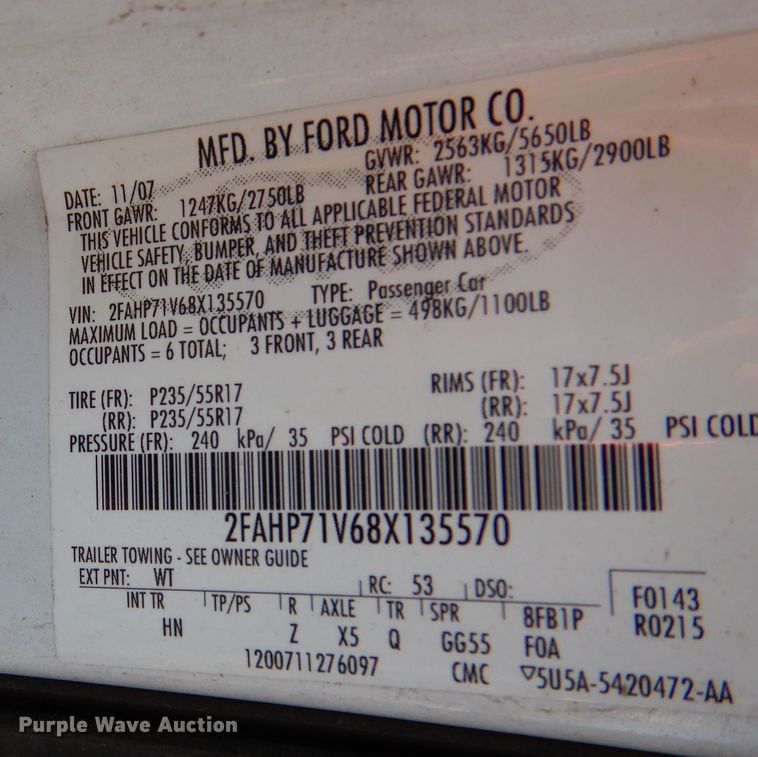 MFD. BY FORD MOTOR CO.
DATE: 11/07 GVWR: 2563KG/5650LB
FRONT GAWR: 1247KG/2750LB REAR GAWR: 1315KG/2900LB
THIS VEHICLE CONFORMS TO ALL APPLICABLE FEDERAL MOTOR
VEHICLE SAFETY, BUMPER, AND THEFT PREVENTION STANDARDS
IN EFFECT ON THE DATE OF MANUFACTURE SHOWN ABOVE.
VIN: 2FAHP71V68X135570 TYPE: Passenger Car
MAXIMUM LOAD = OCCUPANTS + LUGGAGE = 498KG/1100LB
OCCUPANTS = 6 TOTAL; 3 FRONT, 3 REAR
TIRE (FR): P235/55R17 RIMS (FR): 17x7.5J
(RR): P235/55R17 (RR): 17x7.5J
PRESSURE (FR): 240 kPa/ 35 PSI COLD (RR): 240 kPa/ 35 PSI COLD
2FAHP71V68X135570
TRAILER TOWING - SEE OWNER GUIDE
EXT PNT: WT RC: 53 DSO: F0143
INT TR TP/PS R AXLE TR SPR 8FB1P R0215
HN Z X5 Q GG55 F0A
1200711276097 CMC ▽5U5A-5420472-AA
Purple Wave Auction